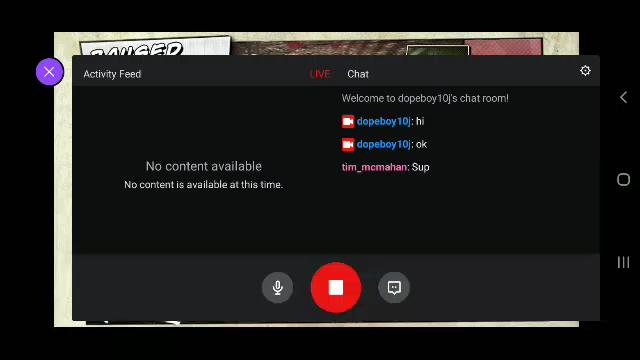 PAUSED
Activity Feed
LIVE
Chat
Welcome to dopeboy10j's chat room!
dopeboy10j: hi
dopeboy10j: ok
tim_mcmahan: Sup
No content available
No content is available at this time.